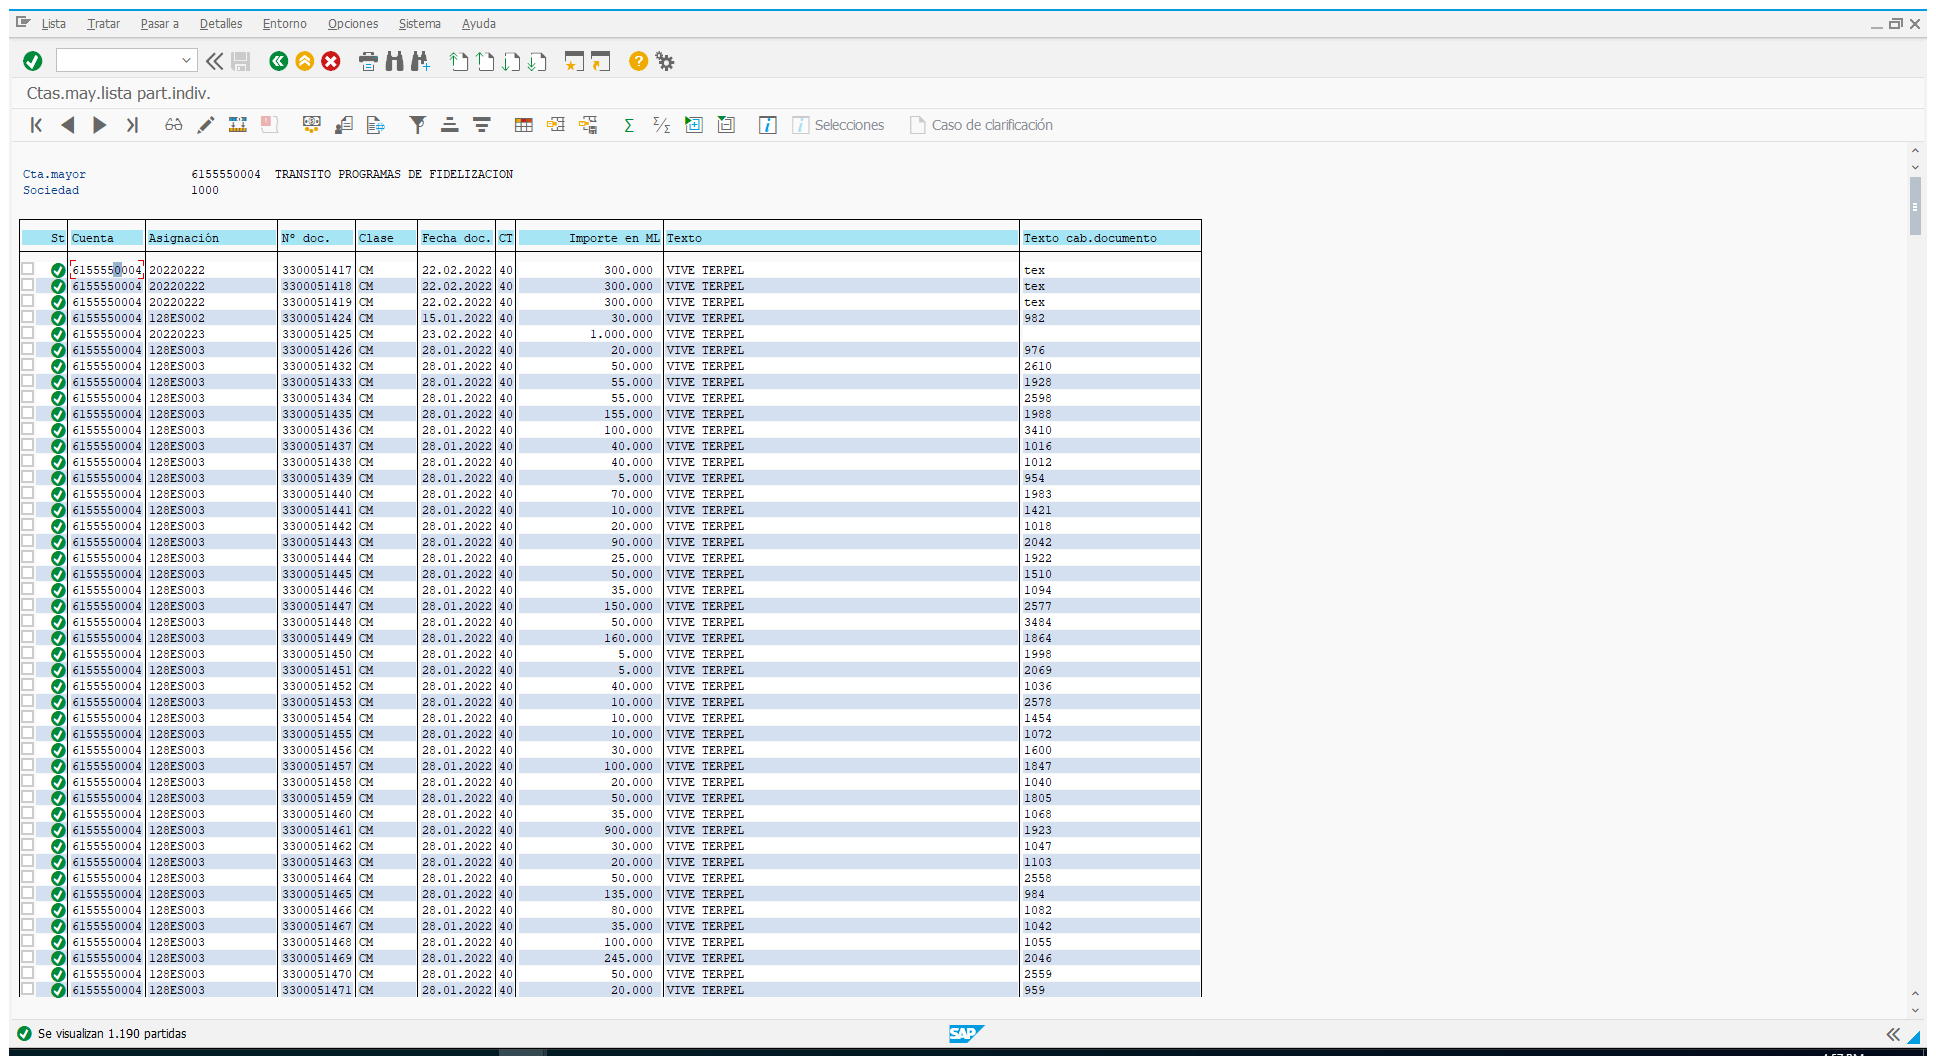 Lista Tratar Pasar a Detalles Entorno Opciones Sistema Ayuda
Ctas.may.lista part.indiv.
Selecciones Caso de clarificación
Cta.mayor 6155550004 TRANSITO PROGRAMAS DE FIDELIZACION
Sociedad 1000
St Cuenta Asignación Nº doc. Clase Fecha doc. CT Importe en ML Texto Texto cab.documento
6155550004 20220222 3300051417 CM 22.02.2022 40 300.000 VIVE TERPEL tex
6155550004 20220222 3300051418 CM 22.02.2022 40 300.000 VIVE TERPEL tex
6155550004 20220222 3300051419 CM 22.02.2022 40 300.000 VIVE TERPEL tex
6155550004 128ES002 3300051424 CM 15.01.2022 40 30.000 VIVE TERPEL 982
6155550004 20220223 3300051425 CM 23.02.2022 40 1.000.000 VIVE TERPEL
6155550004 128ES003 3300051426 CM 28.01.2022 40 20.000 VIVE TERPEL 976
6155550004 128ES003 3300051432 CM 28.01.2022 40 50.000 VIVE TERPEL 2610
6155550004 128ES003 3300051433 CM 28.01.2022 40 55.000 VIVE TERPEL 1928
6155550004 128ES003 3300051434 CM 28.01.2022 40 55.000 VIVE TERPEL 2598
6155550004 128ES003 3300051435 CM 28.01.2022 40 155.000 VIVE TERPEL 1988
6155550004 128ES003 3300051436 CM 28.01.2022 40 100.000 VIVE TERPEL 3410
6155550004 128ES003 3300051437 CM 28.01.2022 40 40.000 VIVE TERPEL 1016
6155550004 128ES003 3300051438 CM 28.01.2022 40 40.000 VIVE TERPEL 1012
6155550004 128ES003 3300051439 CM 28.01.2022 40 5.000 VIVE TERPEL 954
6155550004 128ES003 3300051440 CM 28.01.2022 40 70.000 VIVE TERPEL 1983
6155550004 128ES003 3300051441 CM 28.01.2022 40 10.000 VIVE TERPEL 1421
6155550004 128ES003 3300051442 CM 28.01.2022 40 20.000 VIVE TERPEL 1018
6155550004 128ES003 3300051443 CM 28.01.2022 40 90.000 VIVE TERPEL 2042
6155550004 128ES003 3300051444 CM 28.01.2022 40 25.000 VIVE TERPEL 1922
6155550004 128ES003 3300051445 CM 28.01.2022 40 50.000 VIVE TERPEL 1510
6155550004 128ES003 3300051446 CM 28.01.2022 40 35.000 VIVE TERPEL 1094
6155550004 128ES003 3300051447 CM 28.01.2022 40 150.000 VIVE TERPEL 2577
6155550004 128ES003 3300051448 CM 28.01.2022 40 50.000 VIVE TERPEL 3484
6155550004 128ES003 3300051449 CM 28.01.2022 40 160.000 VIVE TERPEL 1864
6155550004 128ES003 3300051450 CM 28.01.2022 40 5.000 VIVE TERPEL 1998
6155550004 128ES003 3300051451 CM 28.01.2022 40 5.000 VIVE TERPEL 2069
6155550004 128ES003 3300051452 CM 28.01.2022 40 40.000 VIVE TERPEL 1036
6155550004 128ES003 3300051453 CM 28.01.2022 40 10.000 VIVE TERPEL 2578
6155550004 128ES003 3300051454 CM 28.01.2022 40 10.000 VIVE TERPEL 1454
6155550004 128ES003 3300051455 CM 28.01.2022 40 10.000 VIVE TERPEL 1072
6155550004 128ES003 3300051456 CM 28.01.2022 40 30.000 VIVE TERPEL 1600
6155550004 128ES003 3300051457 CM 28.01.2022 40 100.000 VIVE TERPEL 1847
6155550004 128ES003 3300051458 CM 28.01.2022 40 20.000 VIVE TERPEL 1040
6155550004 128ES003 3300051459 CM 28.01.2022 40 50.000 VIVE TERPEL 1805
6155550004 128ES003 3300051460 CM 28.01.2022 40 35.000 VIVE TERPEL 1068
6155550004 128ES003 3300051461 CM 28.01.2022 40 900.000 VIVE TERPEL 1923
6155550004 128ES003 3300051462 CM 28.01.2022 40 30.000 VIVE TERPEL 1047
6155550004 128ES003 3300051463 CM 28.01.2022 40 20.000 VIVE TERPEL 1103
6155550004 128ES003 3300051464 CM 28.01.2022 40 50.000 VIVE TERPEL 2558
6155550004 128ES003 3300051465 CM 28.01.2022 40 135.000 VIVE TERPEL 984
6155550004 128ES003 3300051466 CM 28.01.2022 40 80.000 VIVE TERPEL 1082
6155550004 128ES003 3300051467 CM 28.01.2022 40 35.000 VIVE TERPEL 1042
6155550004 128ES003 3300051468 CM 28.01.2022 40 100.000 VIVE TERPEL 1055
6155550004 128ES003 3300051469 CM 28.01.2022 40 245.000 VIVE TERPEL 2046
6155550004 128ES003 3300051470 CM 28.01.2022 40 50.000 VIVE TERPEL 2559
6155550004 128ES003 3300051471 CM 28.01.2022 40 20.000 VIVE TERPEL 959
Se visualizan 1.190 partidas SAP